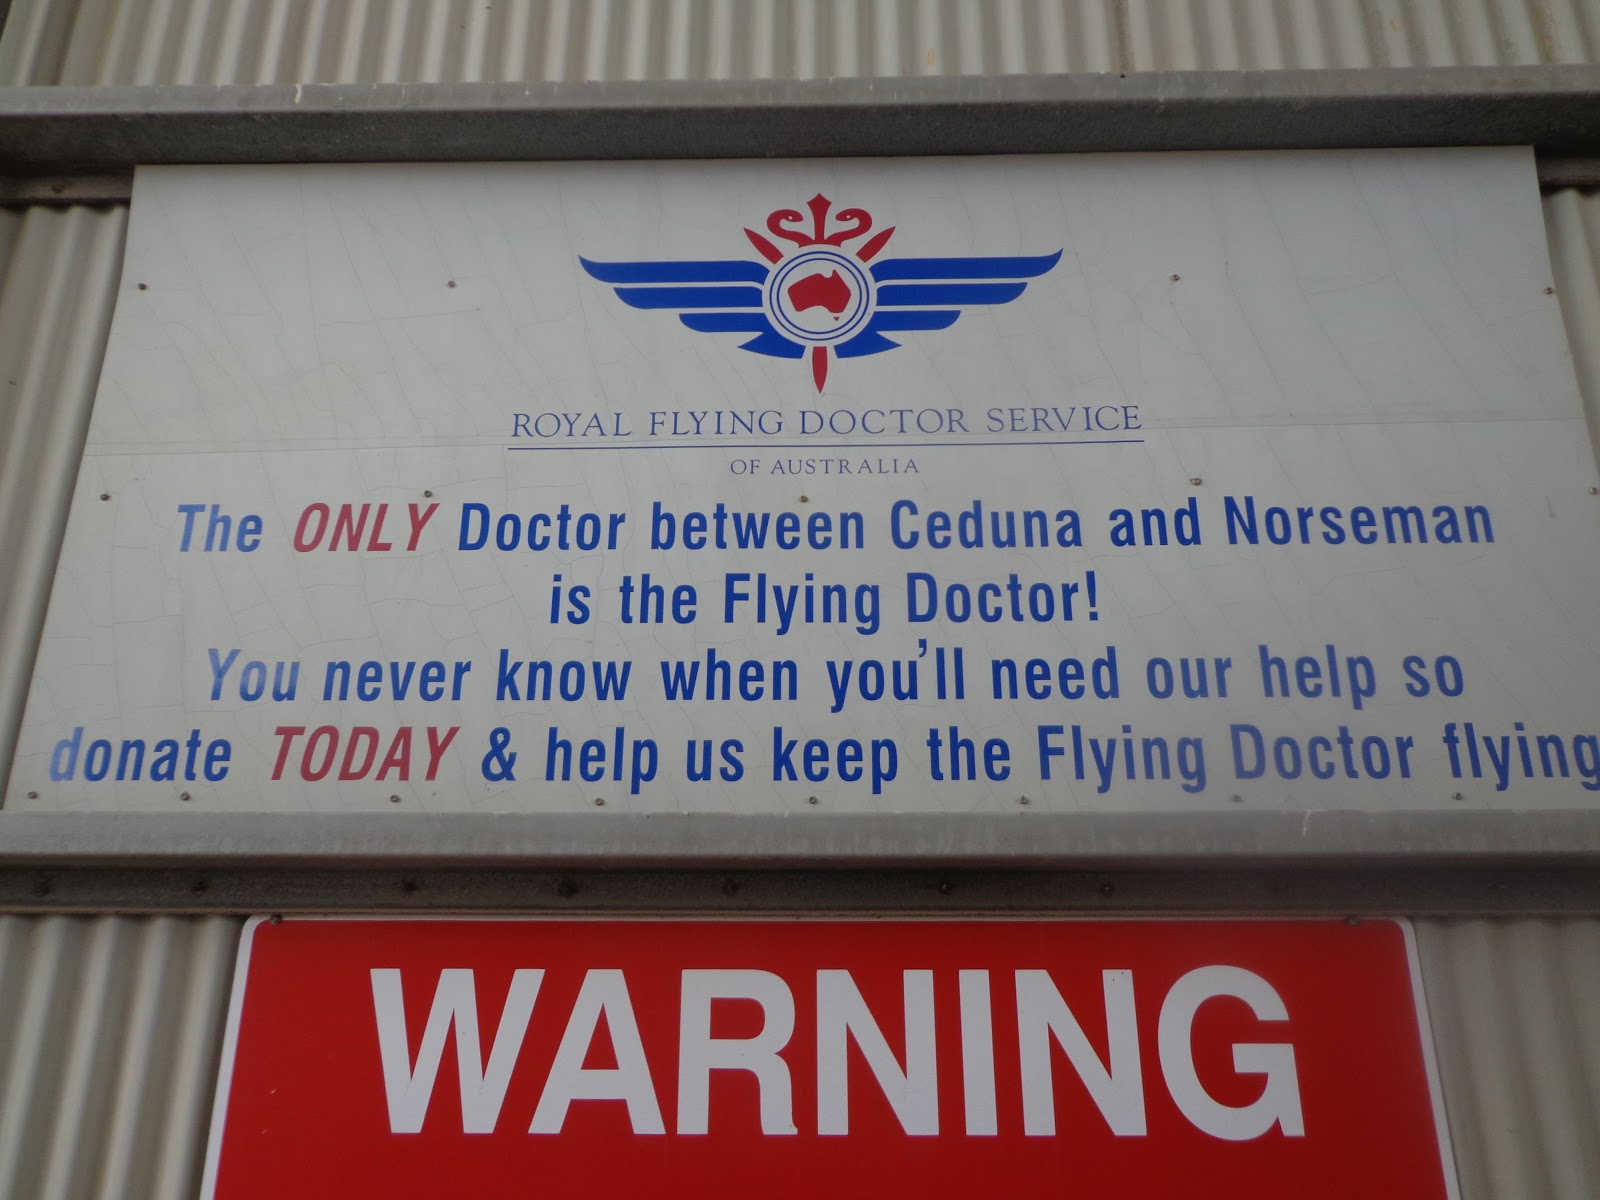 ROYAL FLYING DOCTOR SERVICE
OF AUSTRALIA
The ONLY Doctor between Ceduna and Norseman
is the Flying Doctor!
You never know when you'll need our help so
donate TODAY & help us keep the Flying Doctor flying
WARNING